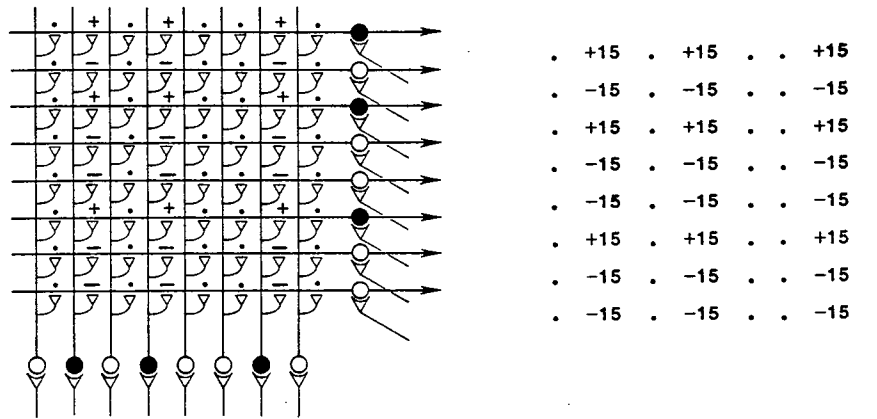 . + . + . . + .
. − . − . . − .
. + . + . . + .
. − . − . . − .
. − . − . . − .
. + . + . . + .
. − . − . . − .
. − . − . . − .
. +15 . +15 . . +15
. −15 . −15 . . −15
. +15 . +15 . . +15
. −15 . −15 . . −15
. −15 . −15 . . −15
. +15 . +15 . . +15
. −15 . −15 . . −15
. −15 . −15 . . −15